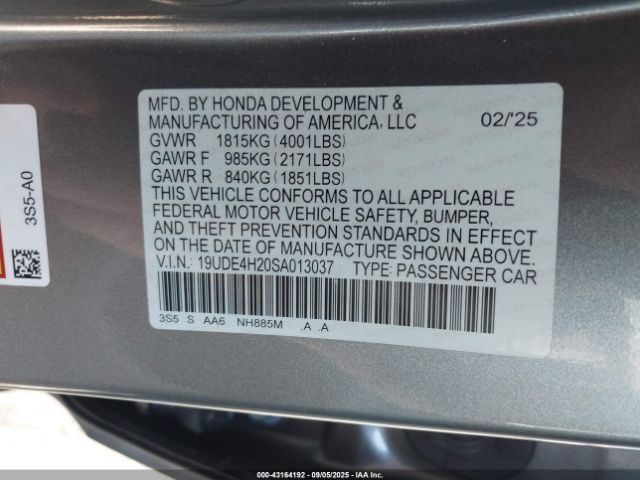 MFD. BY HONDA DEVELOPMENT &
MANUFACTURING OF AMERICA, LLC 02/'25
GVWR 1815KG(4001LBS)
GAWR F 985KG(2171LBS)
GAWR R 840KG(1851LBS)
THIS VEHICLE CONFORMS TO ALL APPLICABLE
FEDERAL MOTOR VEHICLE SAFETY, BUMPER,
AND THEFT PREVENTION STANDARDS IN EFFECT
ON THE DATE OF MANUFACTURE SHOWN ABOVE.
V.I.N.: 19UDE4H20SA013037 TYPE: PASSENGER CAR
3S5 S AA6 NH885M .A .A
3S5-A0
000-43164192 - 09/05/2025 - IAAI, Inc.